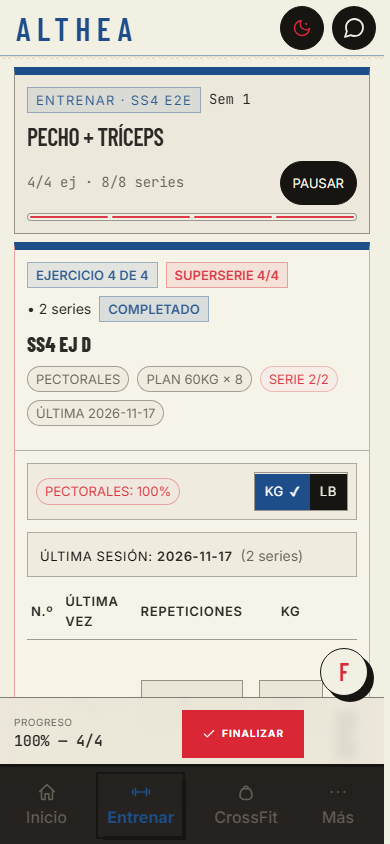 ALTHEA
ENTRENAR · SS4 E2E Sem 1
PECHO + TRÍCEPS
4/4 ej · 8/8 series
PAUSAR
EJERCICIO 4 DE 4 SUPERSERIE 4/4
• 2 series COMPLETADO
SS4 EJ D
PECTORALES PLAN 60KG × 8 SERIE 2/2
ÚLTIMA 2026-11-17
PECTORALES: 100% KG ✓ LB
ÚLTIMA SESIÓN: 2026-11-17 (2 series)
N.º ÚLTIMA VEZ REPETICIONES KG
F
PROGRESO
100% — 4/4
✓ FINALIZAR
Inicio Entrenar CrossFit Más